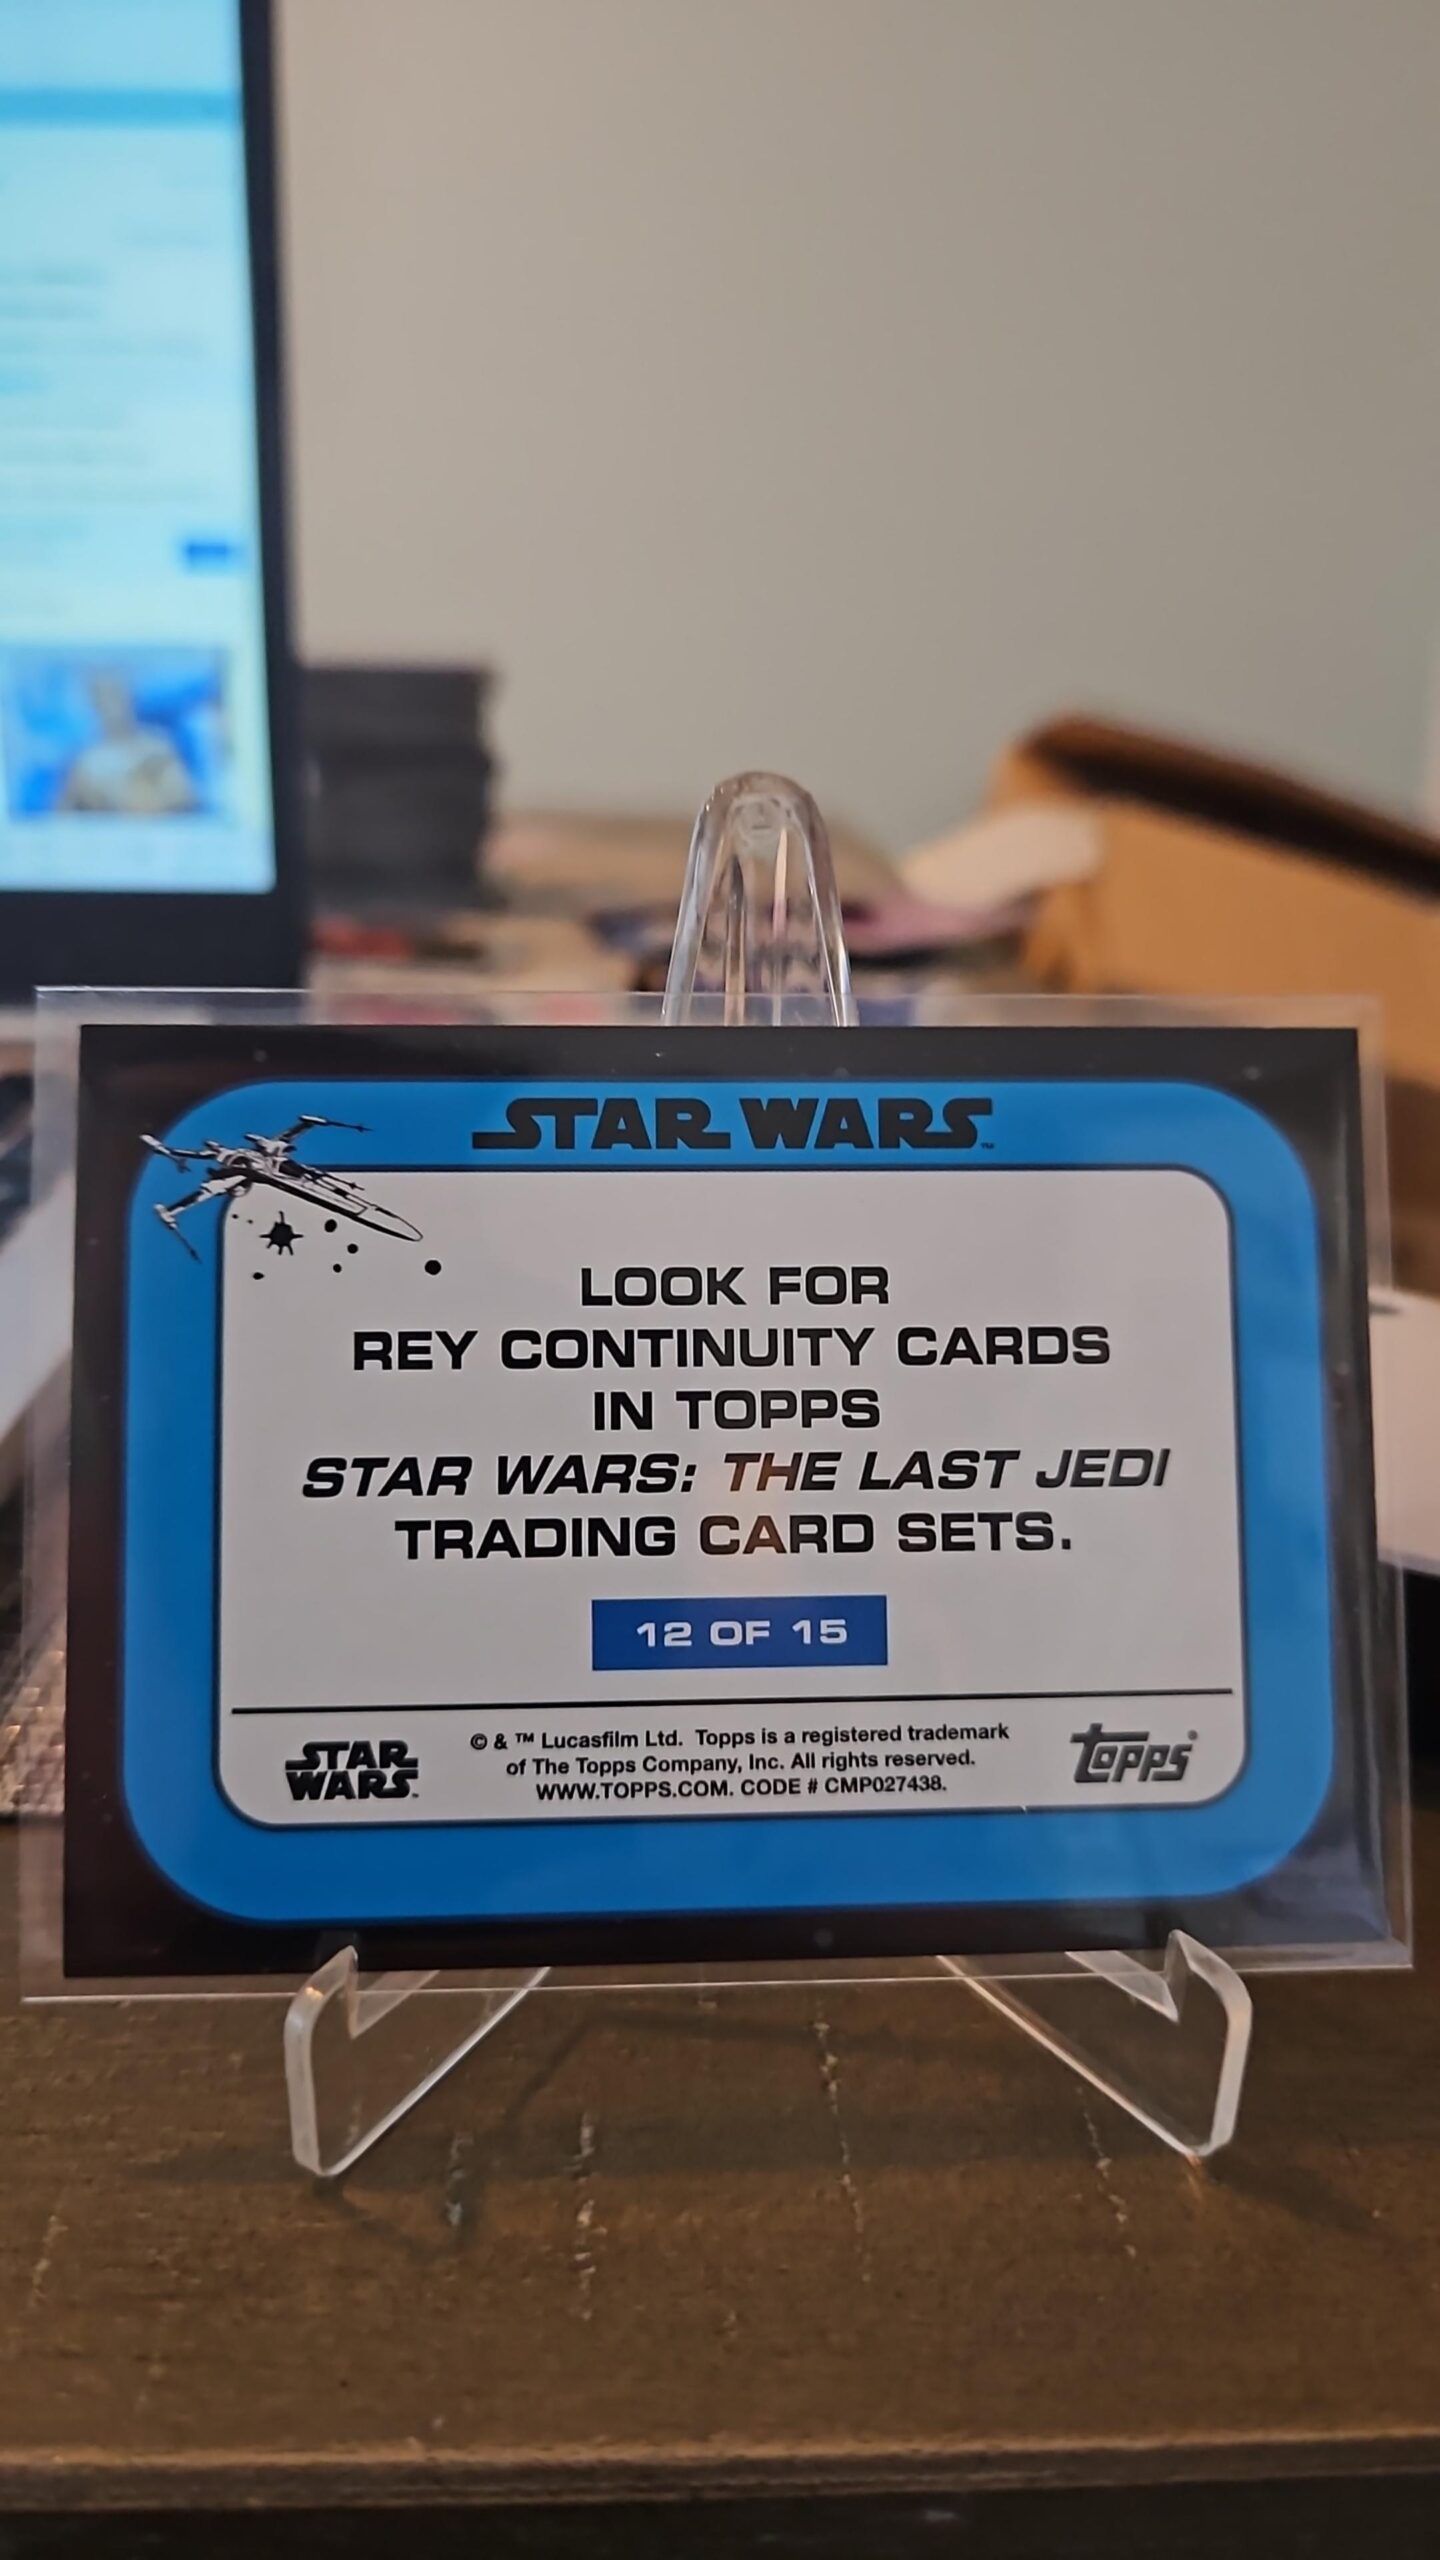 STAR WARS™
LOOK FOR
REY CONTINUITY CARDS
IN TOPPS
STAR WARS: THE LAST JEDI
TRADING CARD SETS.
12 OF 15
STAR
WARS
© & ™ Lucasfilm Ltd. Topps is a registered trademark
of The Topps Company, Inc. All rights reserved.
WWW.TOPPS.COM. CODE # CMP027438.
topps®